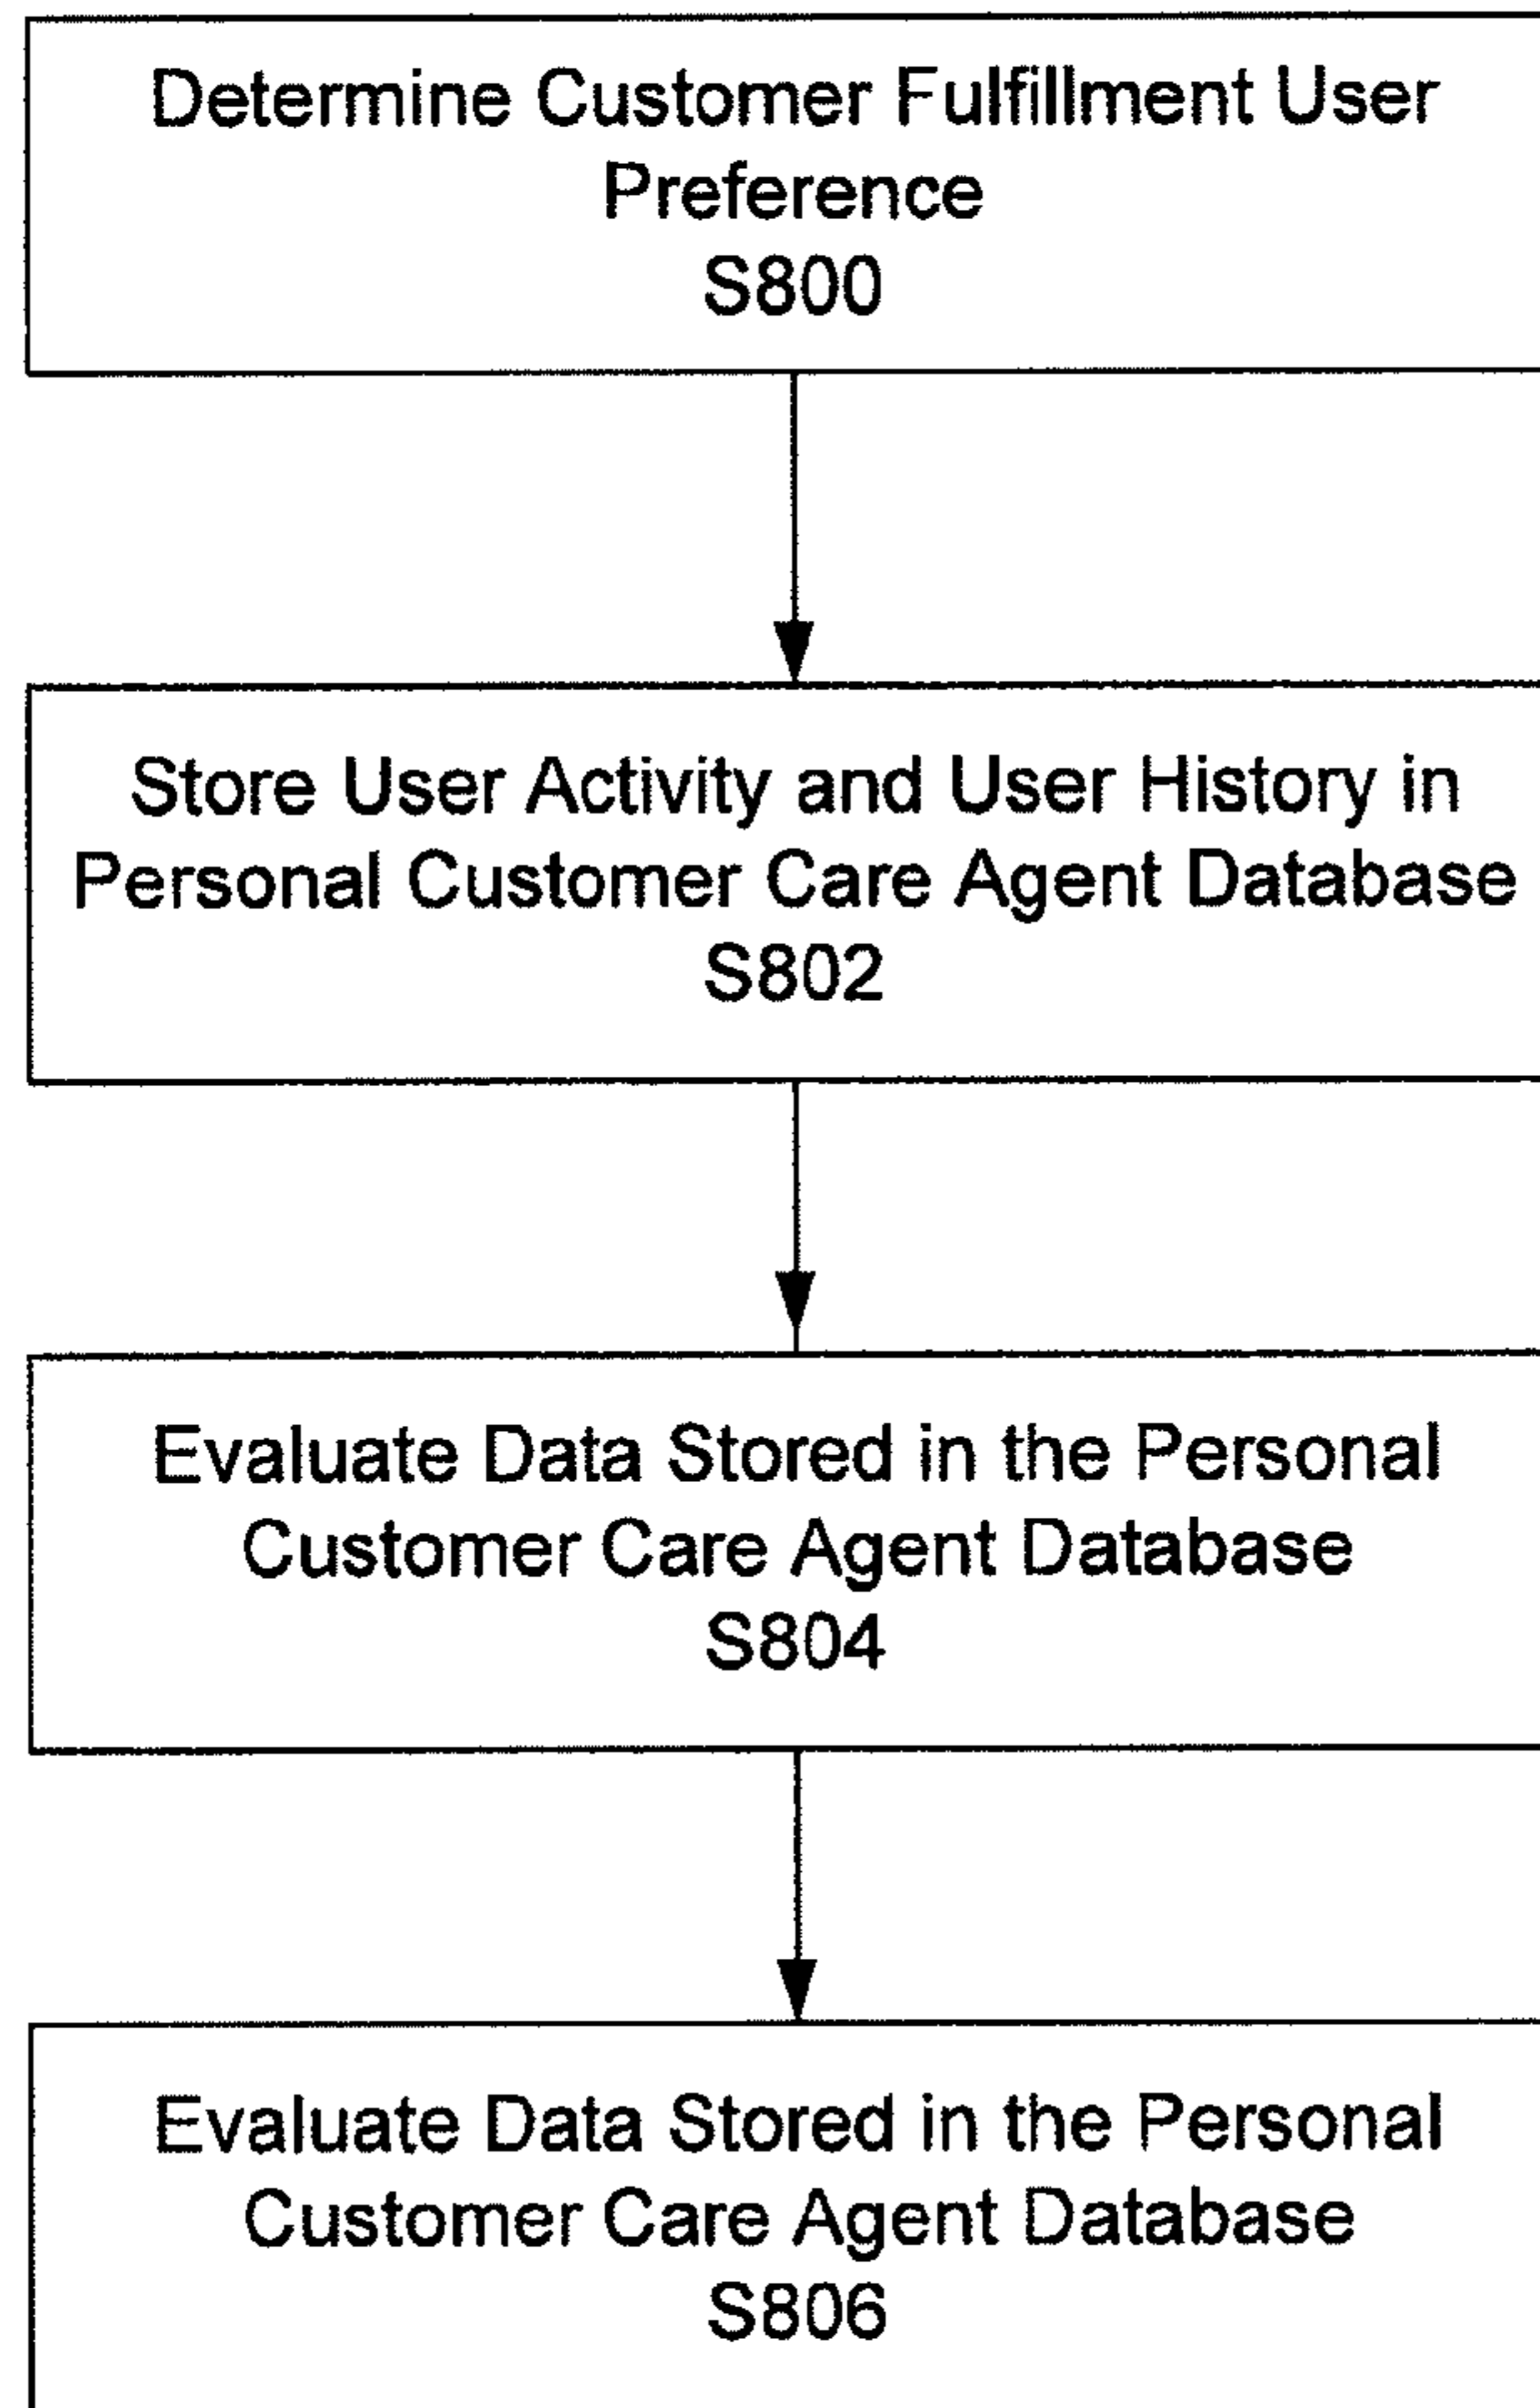 Determine Customer Fulfillment User
Preference
S800
Store User Activity and User History in
Personal Customer Care Agent Database
S802
Evaluate Data Stored in the Personal
Customer Care Agent Database
S804
Evaluate Data Stored in the Personal
Customer Care Agent Database
S806